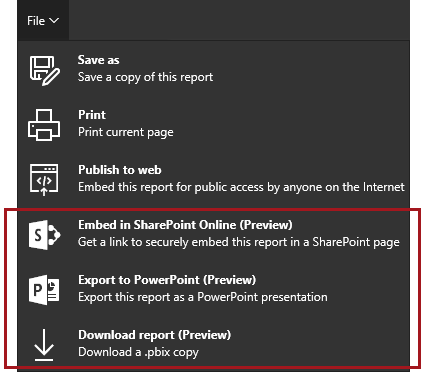 File
Save as
Save a copy of this report
Print
Print current page
Publish to web
Embed this report for public access by anyone on the Internet
S
Embed in SharePoint Online (Preview)
Get a link to securely embed this report in a SharePoint page
P
Export to PowerPoint (Preview)
Export this report as a PowerPoint presentation
Download report (Preview)
Download a .pbix copy